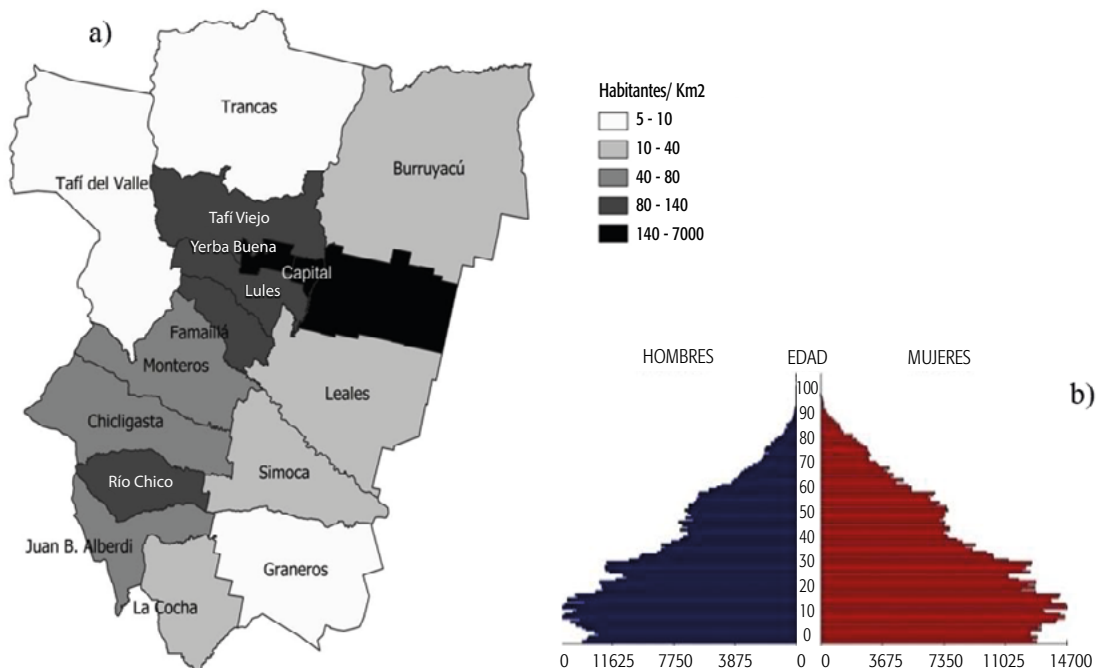 a)
Trancas
Burruyacú
Tafí del Valle
Tafí Viejo
Yerba Buena
Capital
Lules
Famaillá
Monteros
Leales
Chicligasta
Simoca
Río Chico
Juan B. Alberdi
Graneros
La Cocha
Habitantes/ Km2
5 - 10
10 - 40
40 - 80
80 - 140
140 - 7000
HOMBRES EDAD MUJERES
b)
100
90
80
70
60
50
40
30
20
10
0
0 11625 7750 3875 0 0 3675 7350 11025 14700